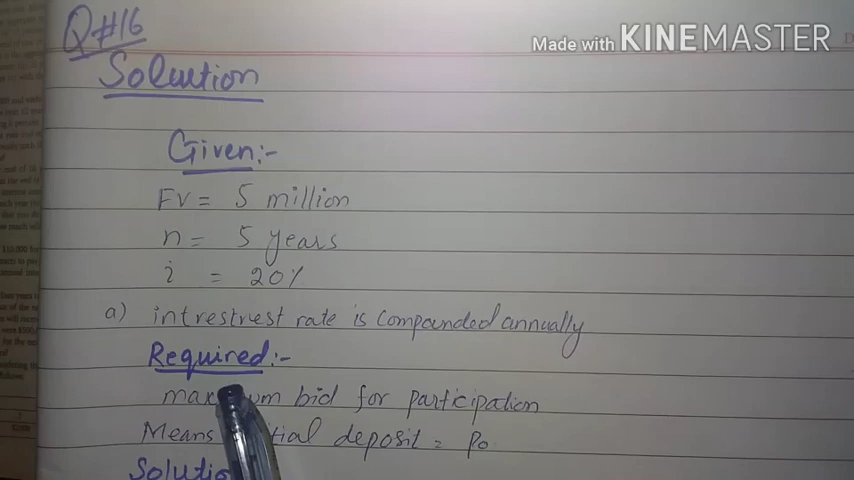 Q#16
Made with KINEMASTER
Solution
Given:-
FV = 5 million
n = 5 years
i = 20%
a) intrestrest rate is compounded annually
Required:-
bid for participation
Means deposit = Po